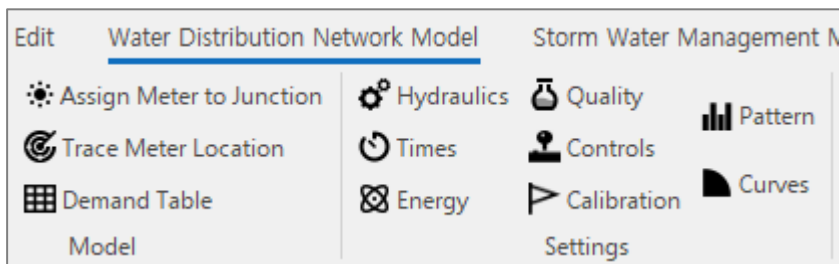 Edit Water Distribution Network Model Storm Water Management
Assign Meter to Junction Hydraulics Quality
Pattern
Trace Meter Location Times Controls
Curves
Demand Table Energy Calibration
Model Settings